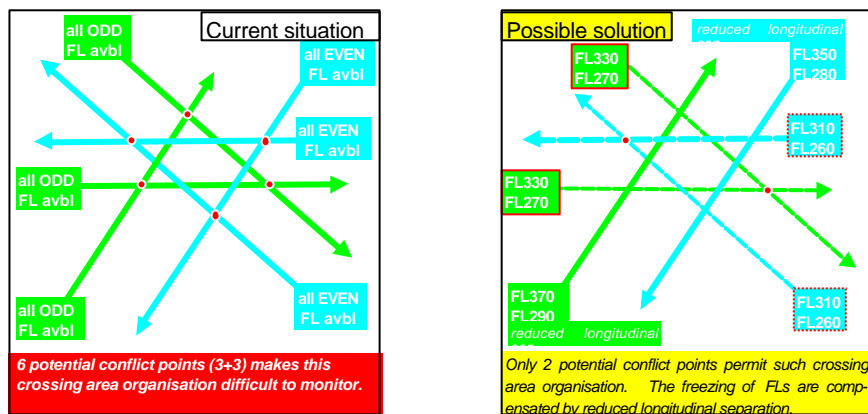 Current situation
all ODD
FL avbl
all EVEN
FL avbl
all EVEN
FL avbl
all ODD
FL avbl
all ODD
FL avbl
all EVEN
FL avbl
6 potential conflict points (3+3) makes this
crossing area organisation difficult to monitor.
Possible solution
reduced longitudinal
FL330
FL270
FL350
FL280
FL310
FL260
FL330
FL270
FL370
FL290
reduced longitudinal
FL310
FL260
Only 2 potential conflict points permit such crossing
area organisation. The freezing of FLs are comp-
ensated by reduced longitudinal separation.